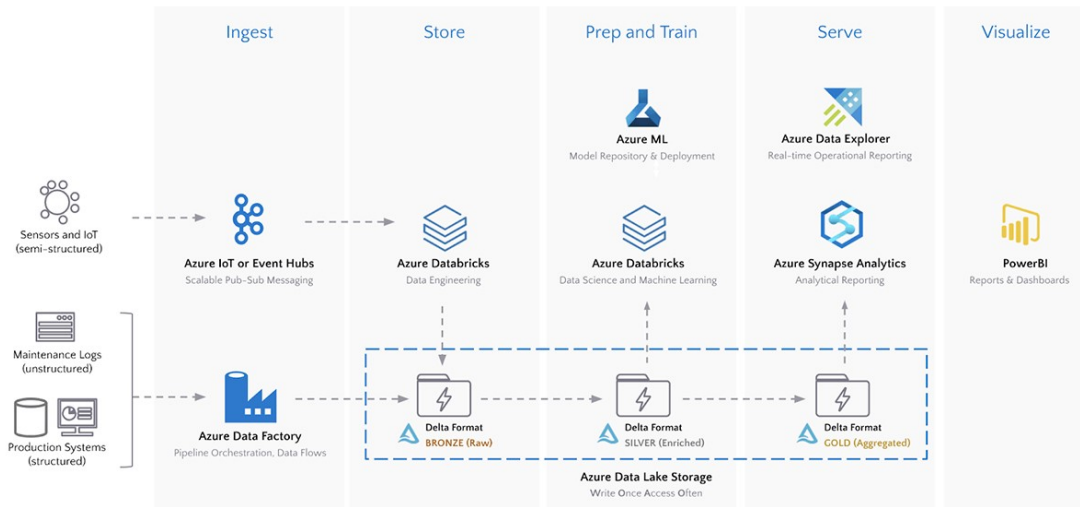 Ingest
Store
Prep and Train
Serve
Visualize
Azure ML
Model Repository & Deployment
Azure Data Explorer
Real-time Operational Reporting
Sensors and IoT
(semi-structured)
Azure IoT or Event Hubs
Scalable Pub-Sub Messaging
Azure Databricks
Data Engineering
Azure Databricks
Data Science and Machine Learning
Azure Synapse Analytics
Analytical Reporting
PowerBI
Reports & Dashboards
Maintenance Logs
(unstructured)
Production Systems
(structured)
Azure Data Factory
Pipeline Orchestration, Data Flows
Delta Format
BRONZE (Raw)
Delta Format
SILVER (Enriched)
Delta Format
GOLD (Aggregated)
Azure Data Lake Storage
Write Once Access Often